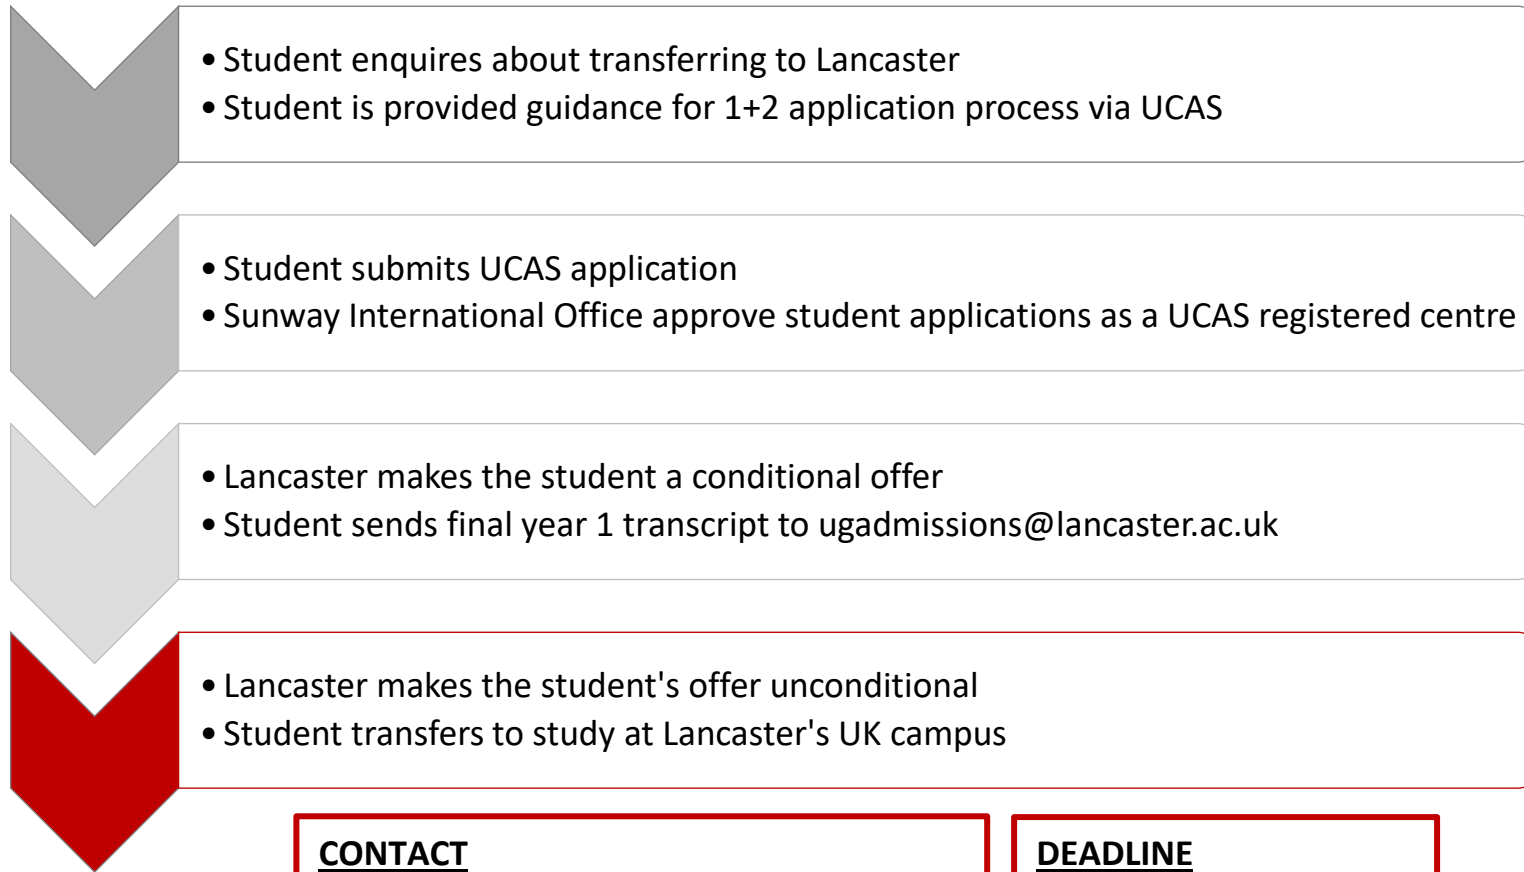 • Student enquires about transferring to Lancaster
• Student is provided guidance for 1+2 application process via UCAS
• Student submits UCAS application
• Sunway International Office approve student applications as a UCAS registered centre
• Lancaster makes the student a conditional offer
• Student sends final year 1 transcript to ugadmissions@lancaster.ac.uk
• Lancaster makes the student's offer unconditional
• Student transfers to study at Lancaster's UK campus
CONTACT
DEADLINE